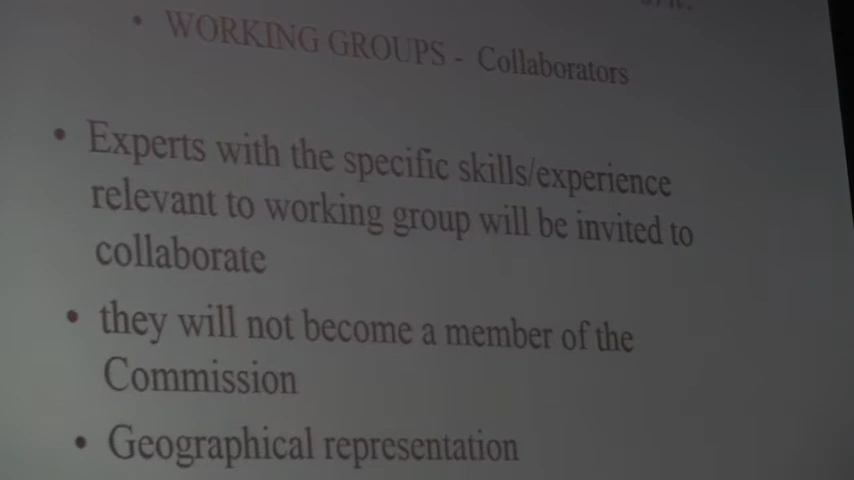 • WORKING GROUPS - Collaborators
• Experts with the specific skills/experience
relevant to working group will be invited to
collaborate
• they will not become a member of the
Commission
• Geographical representation